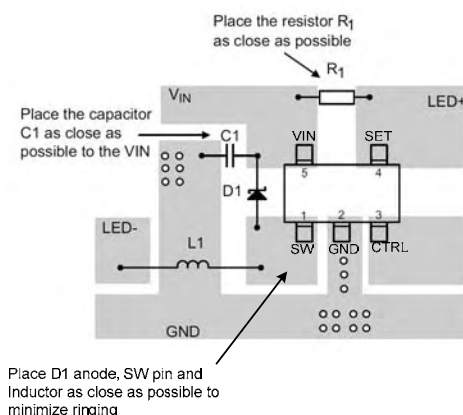 Place the resistor R1
as close as possible
R1
VIN
LED+
Place the capacitor
C1 as close as
possible to the VIN
C1
VIN
SET
5
4
D1
1
2
3
LED-
L1
SW
GND
CTRL
GND
Place D1 anode, SW pin and
Inductor as close as possible to
minimize ringing